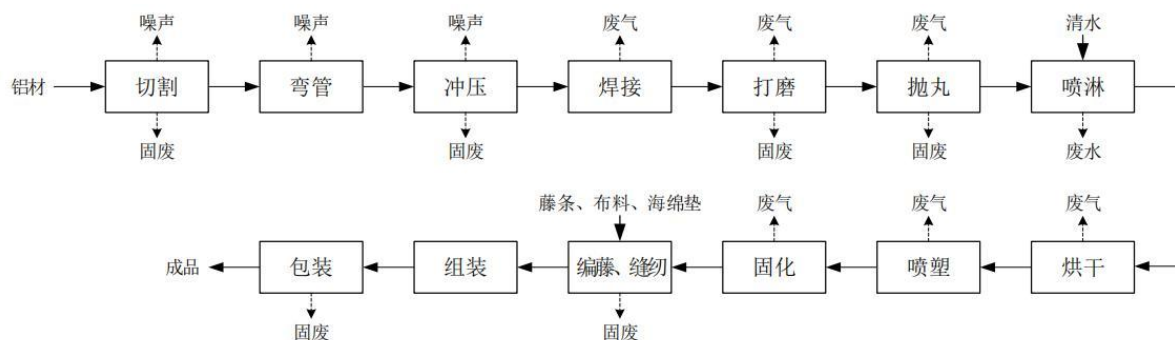 噪声 噪声 噪声 废气 废气 废气 清水
铝材 切割 弯管 冲压 焊接 打磨 抛丸 喷淋
固废 固废 固废 固废 废水
藤条、布料、海绵垫 废气 废气 废气
成品 包装 组装 编藤、缝纫 固化 喷塑 烘干
固废 固废